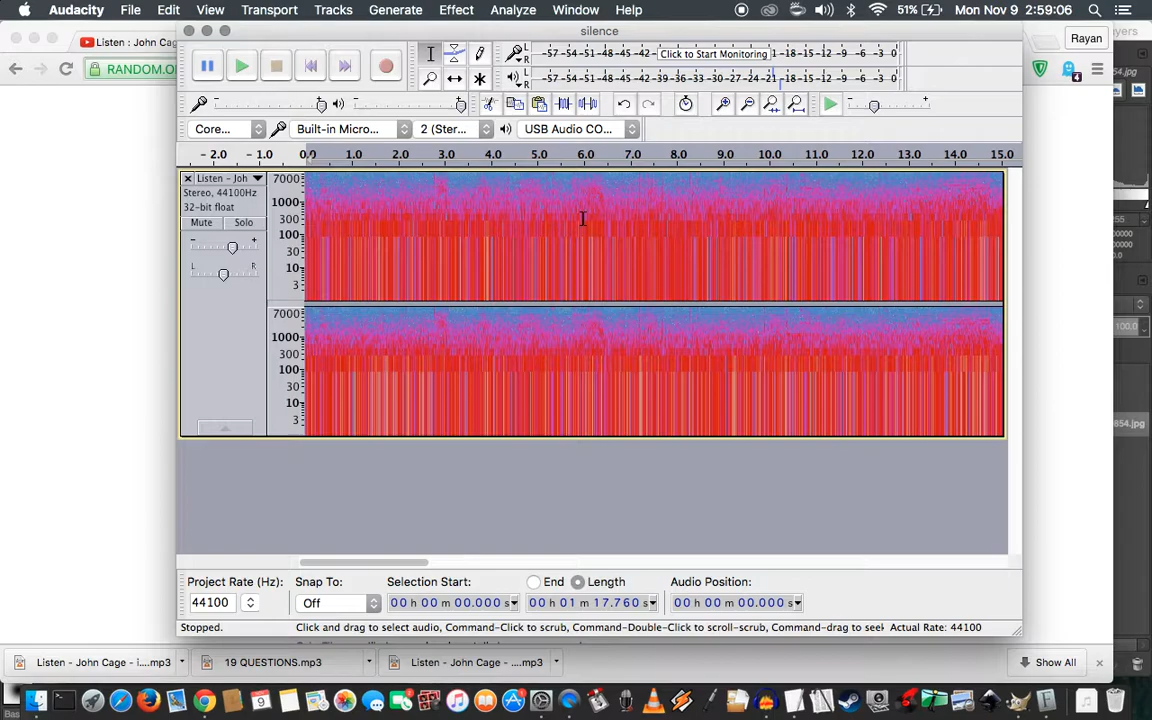 Audacity File Edit View Transport Tracks Generate Effect Analyze Window Help 51% Mon Nov 9 2:59:06
silence
Listen : John Cage
Rayan
RANDOM.O
-57 -54 -51 -48 -45 -42 Click to Start Monitoring 1 -18 -15 -12 -9 -6 -3 0
-57 -54 -51 -48 -45 -42 -39 -36 -33 -30 -27 -24 -21 -18 -15 -12 -9 -6 -3 0
L
R
L
R
Core... Built-in Micro... 2 (Ster... USB Audio CO...
- 2.0 - 1.0 0.0 1.0 2.0 3.0 4.0 5.0 6.0 7.0 8.0 9.0 10.0 11.0 12.0 13.0 14.0 15.0
Listen - Joh
Stereo, 44100Hz
32-bit float
Mute Solo
- +
L R
7000
1000
300
100
30
10
3
7000
1000
300
100
30
10
3
Project Rate (Hz): Snap To: Selection Start: End Length Audio Position:
44100 Off 00 h 00 m 00.000 s 00 h 01 m 17.760 s 00 h 00 m 00.000 s
Stopped. Click and drag to select audio, Command-Click to scrub, Command-Double-Click to scroll-scrub, Command-drag to seek Actual Rate: 44100
Listen - John Cage - i....mp3 19 QUESTIONS.mp3 Listen - John Cage - ....mp3 Show All
ayers
.jpg
255
100.0
854.jpg
Bas